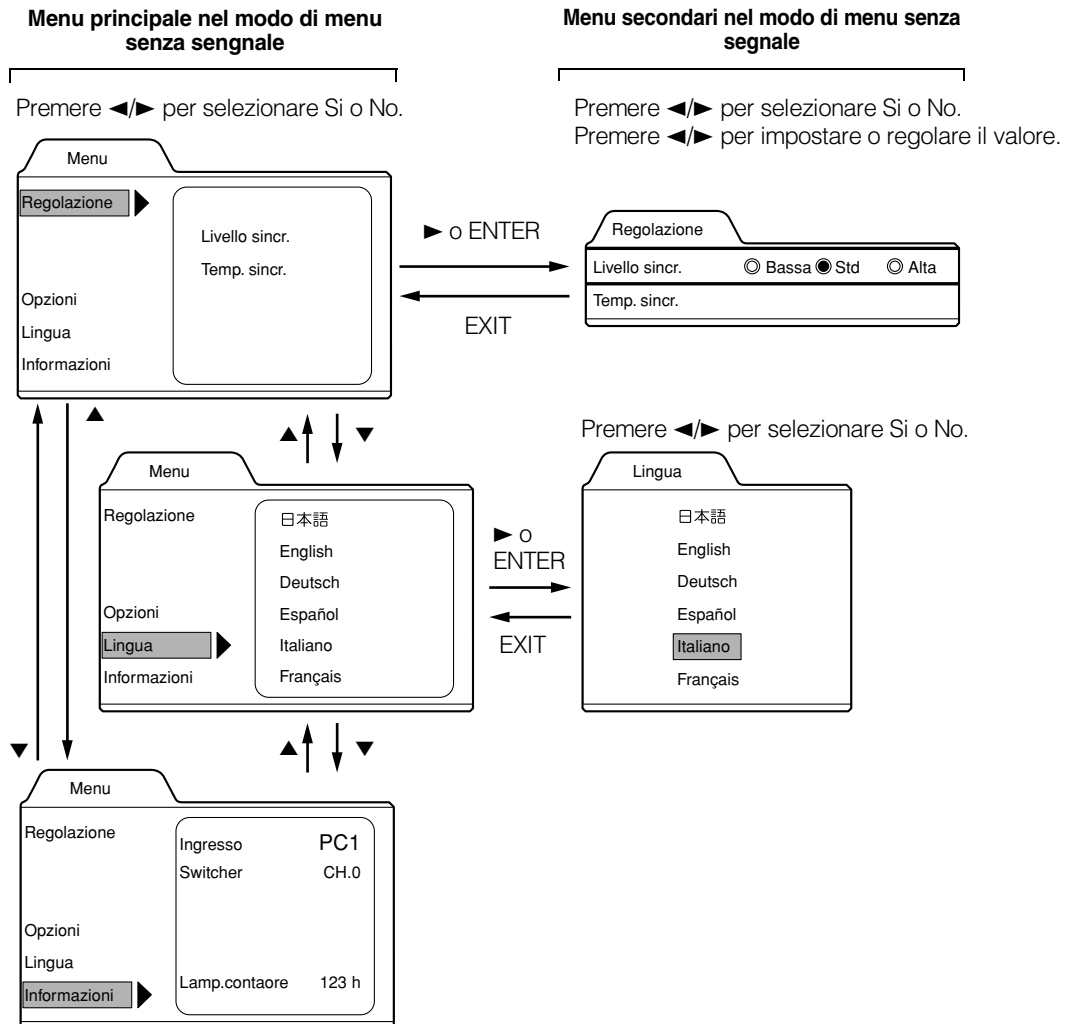 Menu principale nel modo di menu
senza sengnale
Menu secondari nel modo di menu senza
segnale
Premere ◄/► per selezionare Si o No.
Premere ◄/► per selezionare Si o No.
Premere ◄/► per impostare o regolare il valore.
Menu
Regolazione
Livello sincr.
Temp. sincr.
Opzioni
Lingua
Informazioni
► o ENTER
EXIT
Regolazione
Livello sincr. ◎ Bassa ◉ Std ◎ Alta
Temp. sincr.
▲
▲ ▼
Menu
Regolazione
Opzioni
Lingua
Informazioni
日本語
English
Deutsch
Español
Italiano
Français
► o
ENTER
EXIT
Premere ◄/► per selezionare Si o No.
Lingua
日本語
English
Deutsch
Español
Italiano
Français
▼
▲ ▼
Menu
Regolazione
Opzioni
Lingua
Informazioni
Ingresso PC1
Switcher CH.0
Lamp.contaore 123 h